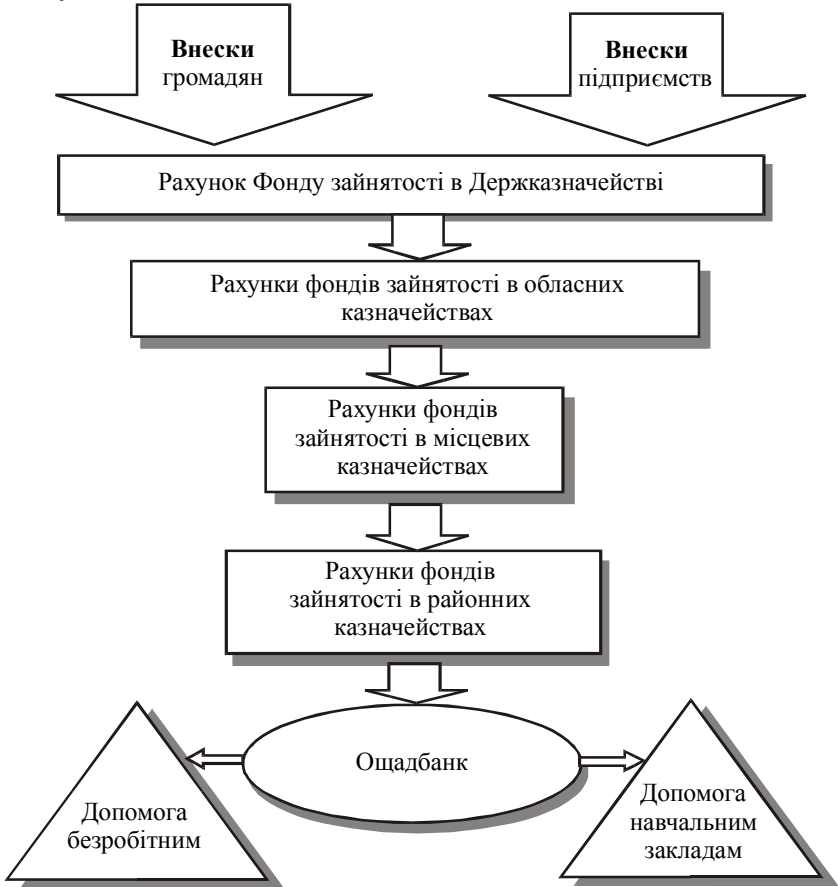 Внески
громадян
Внески
підприємств
Рахунок Фонду зайнятості в Держказначействі
Рахунки фондів зайнятості в обласних
казначействах
Рахунки фондів
зайнятості в місцевих
казначействах
Рахунки фондів
зайнятості в районних
казначействах
Ощадбанк
Допомога
безробітним
Допомога
навчальним
закладам